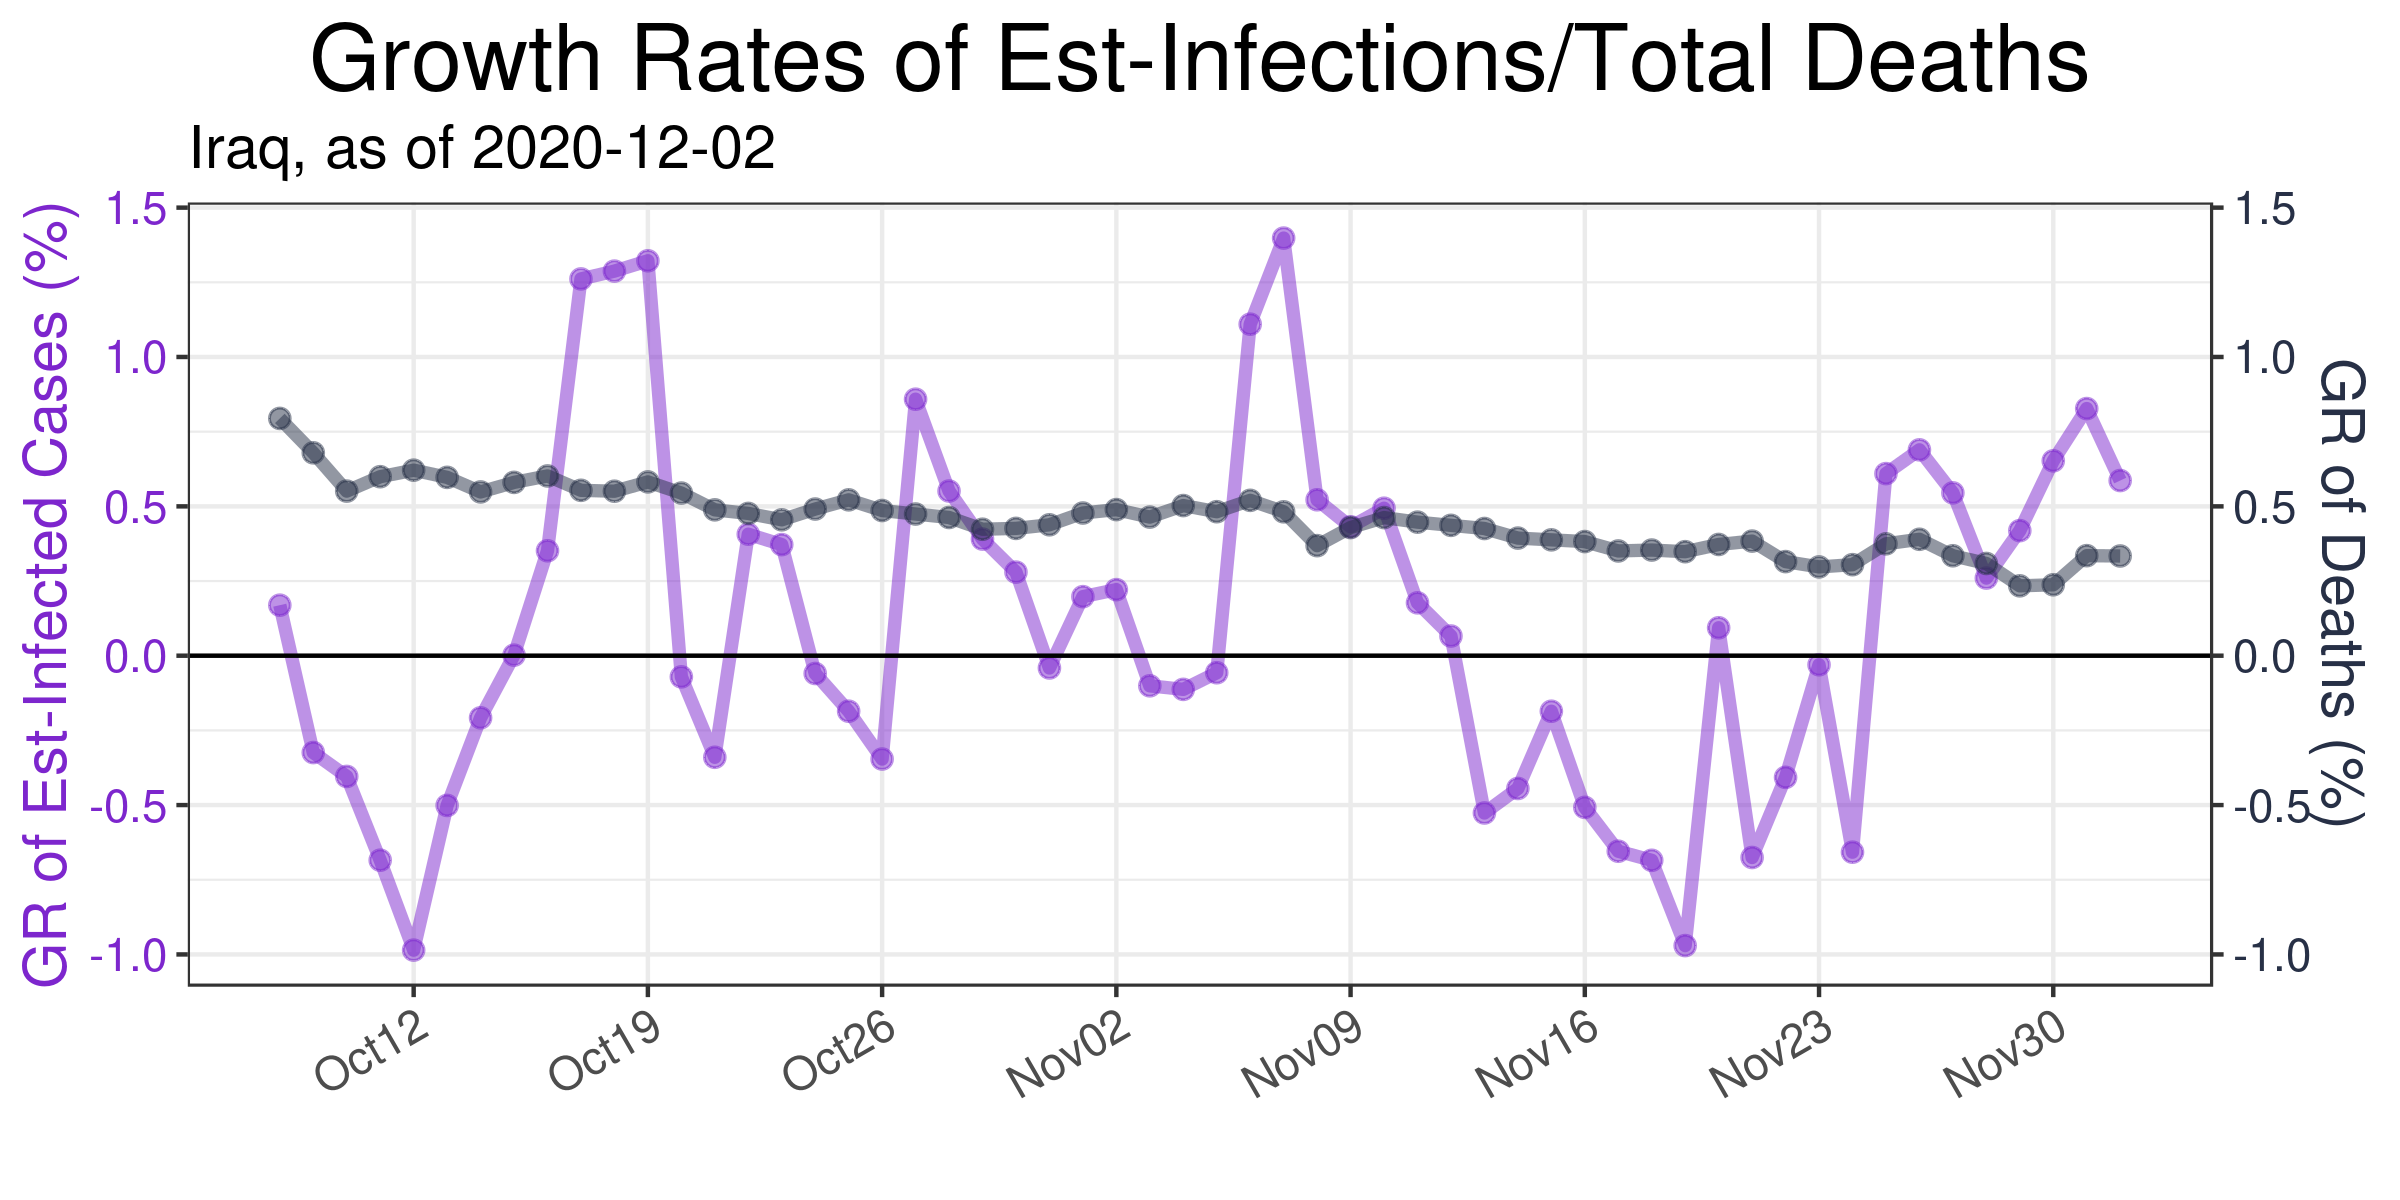 Growth Rates of Est-Infections/Total Deaths
Iraq, as of 2020-12-02
GR of Est-Infected Cases (%)
1.5
1.0
0.5
0.0
-0.5
-1.0
1.5
1.0
0.5
0.0
-0.5
-1.0
GR of Deaths (%)
Oct12
Oct19
Oct26
Nov02
Nov09
Nov16
Nov23
Nov30